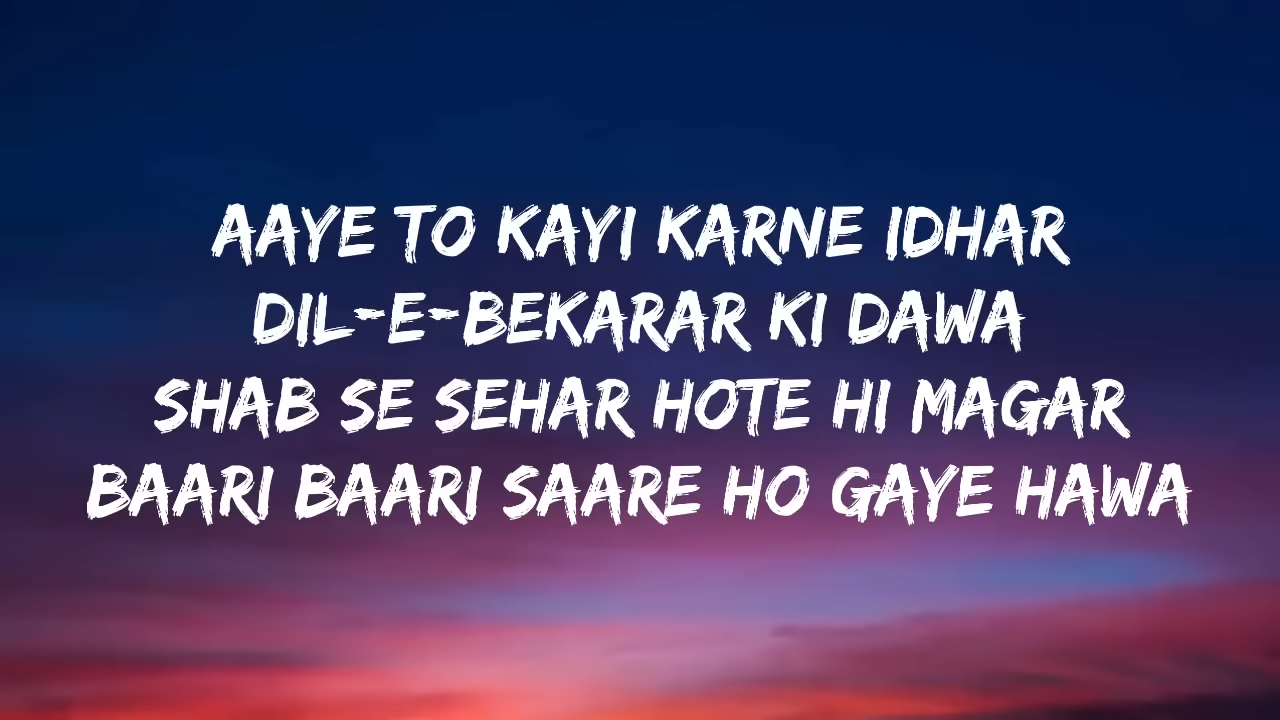 AAYE TO KAYI KARNE IDHAR
DIL-E-BEKARAR KI DAWA
SHAB SE SEHAR HOTE HI MAGAR
BAARI BAARI SAARE HO GAYE HAWA